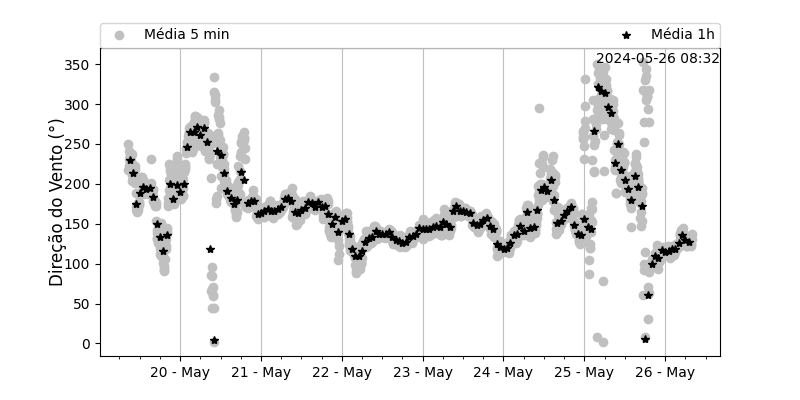 Média 5 min
Média 1h
2024-05-26 08:32
Direção do Vento (°)
350
300
250
200
150
100
50
0
20 - May
21 - May
22 - May
23 - May
24 - May
25 - May
26 - May